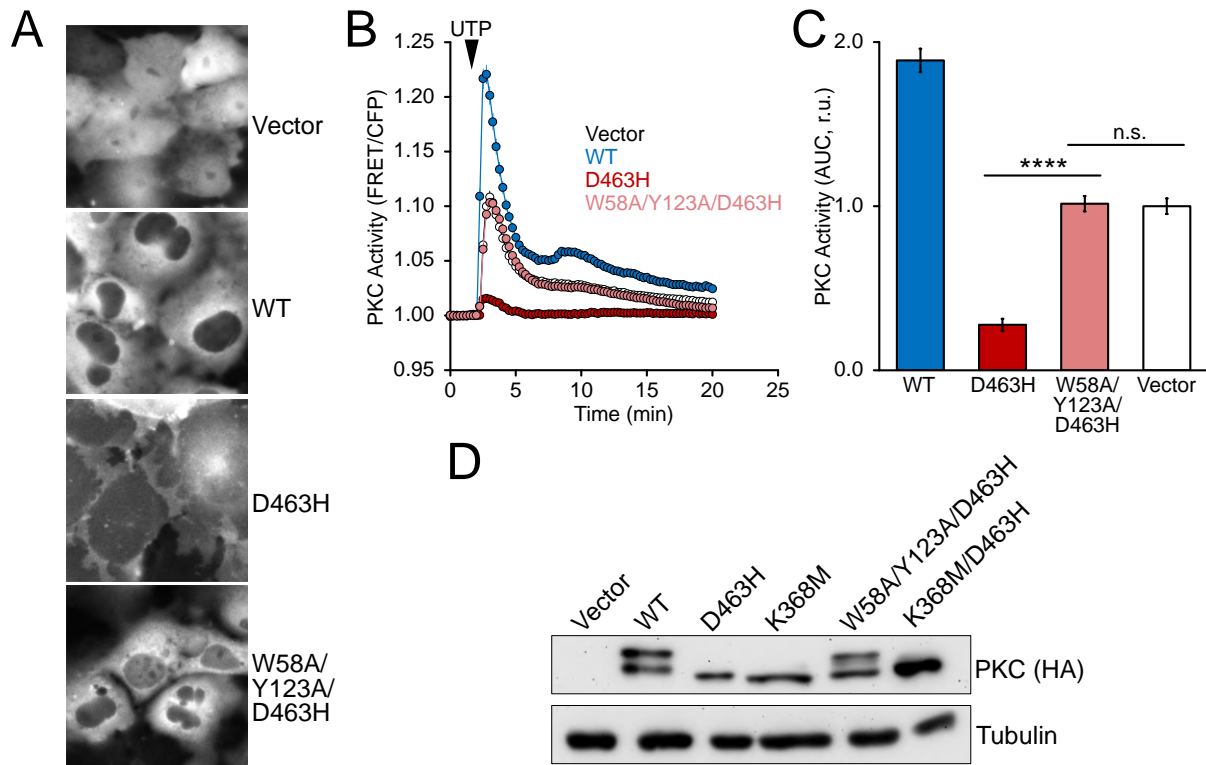 A
Vector
WT
D463H
W58A/
Y123A/
D463H
B
UTP
PKC Activity (FRET/CFP)
1.25
1.20
1.15
1.10
1.05
1.00
0.95
Vector
WT
D463H
W58A/Y123A/D463H
0 5 10 15 20 25
Time (min)
C
PKC Activity (AUC, r.u.)
2.0
1.0
0.0
n.s.
****
WT D463H W58A/ Vector
Y123A/
D463H
D
Vector
WT
D463H
K368M
W58A/Y123A/D463H
K368M/D463H
PKC (HA)
Tubulin